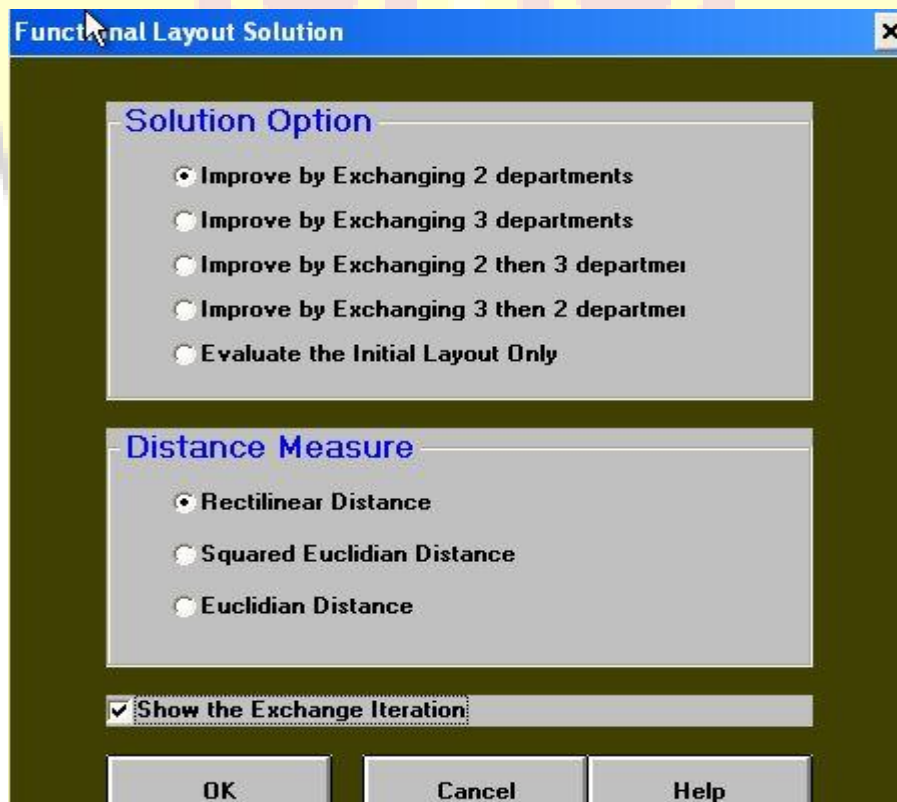 Functional Layout Solution
Solution Option
Improve by Exchanging 2 departments
Improve by Exchanging 3 departments
Improve by Exchanging 2 then 3 departmen
Improve by Exchanging 3 then 2 departmen
Evaluate the Initial Layout Only
Distance Measure
Rectilinear Distance
Squared Euclidian Distance
Euclidian Distance
Show the Exchange Iteration
OK Cancel Help